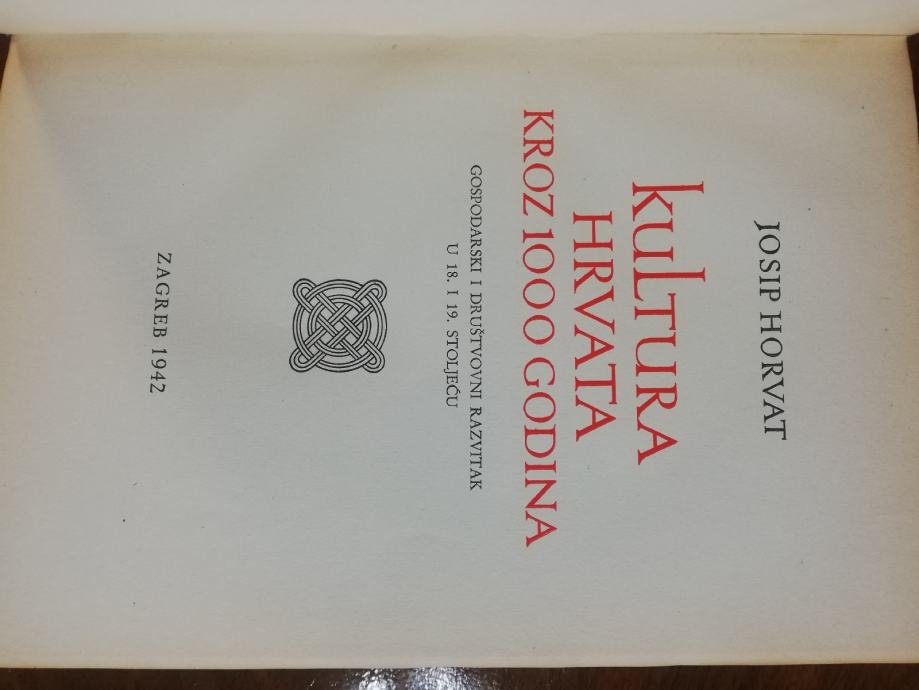 JOSIP HORVAT
KULTURA
HRVATA
KROZ 1000 GODINA
GOSPODARSKI I DRUŠTVOVNI RAZVITAK
U 18. I 19. STOLJEĆU
ZAGREB 1942